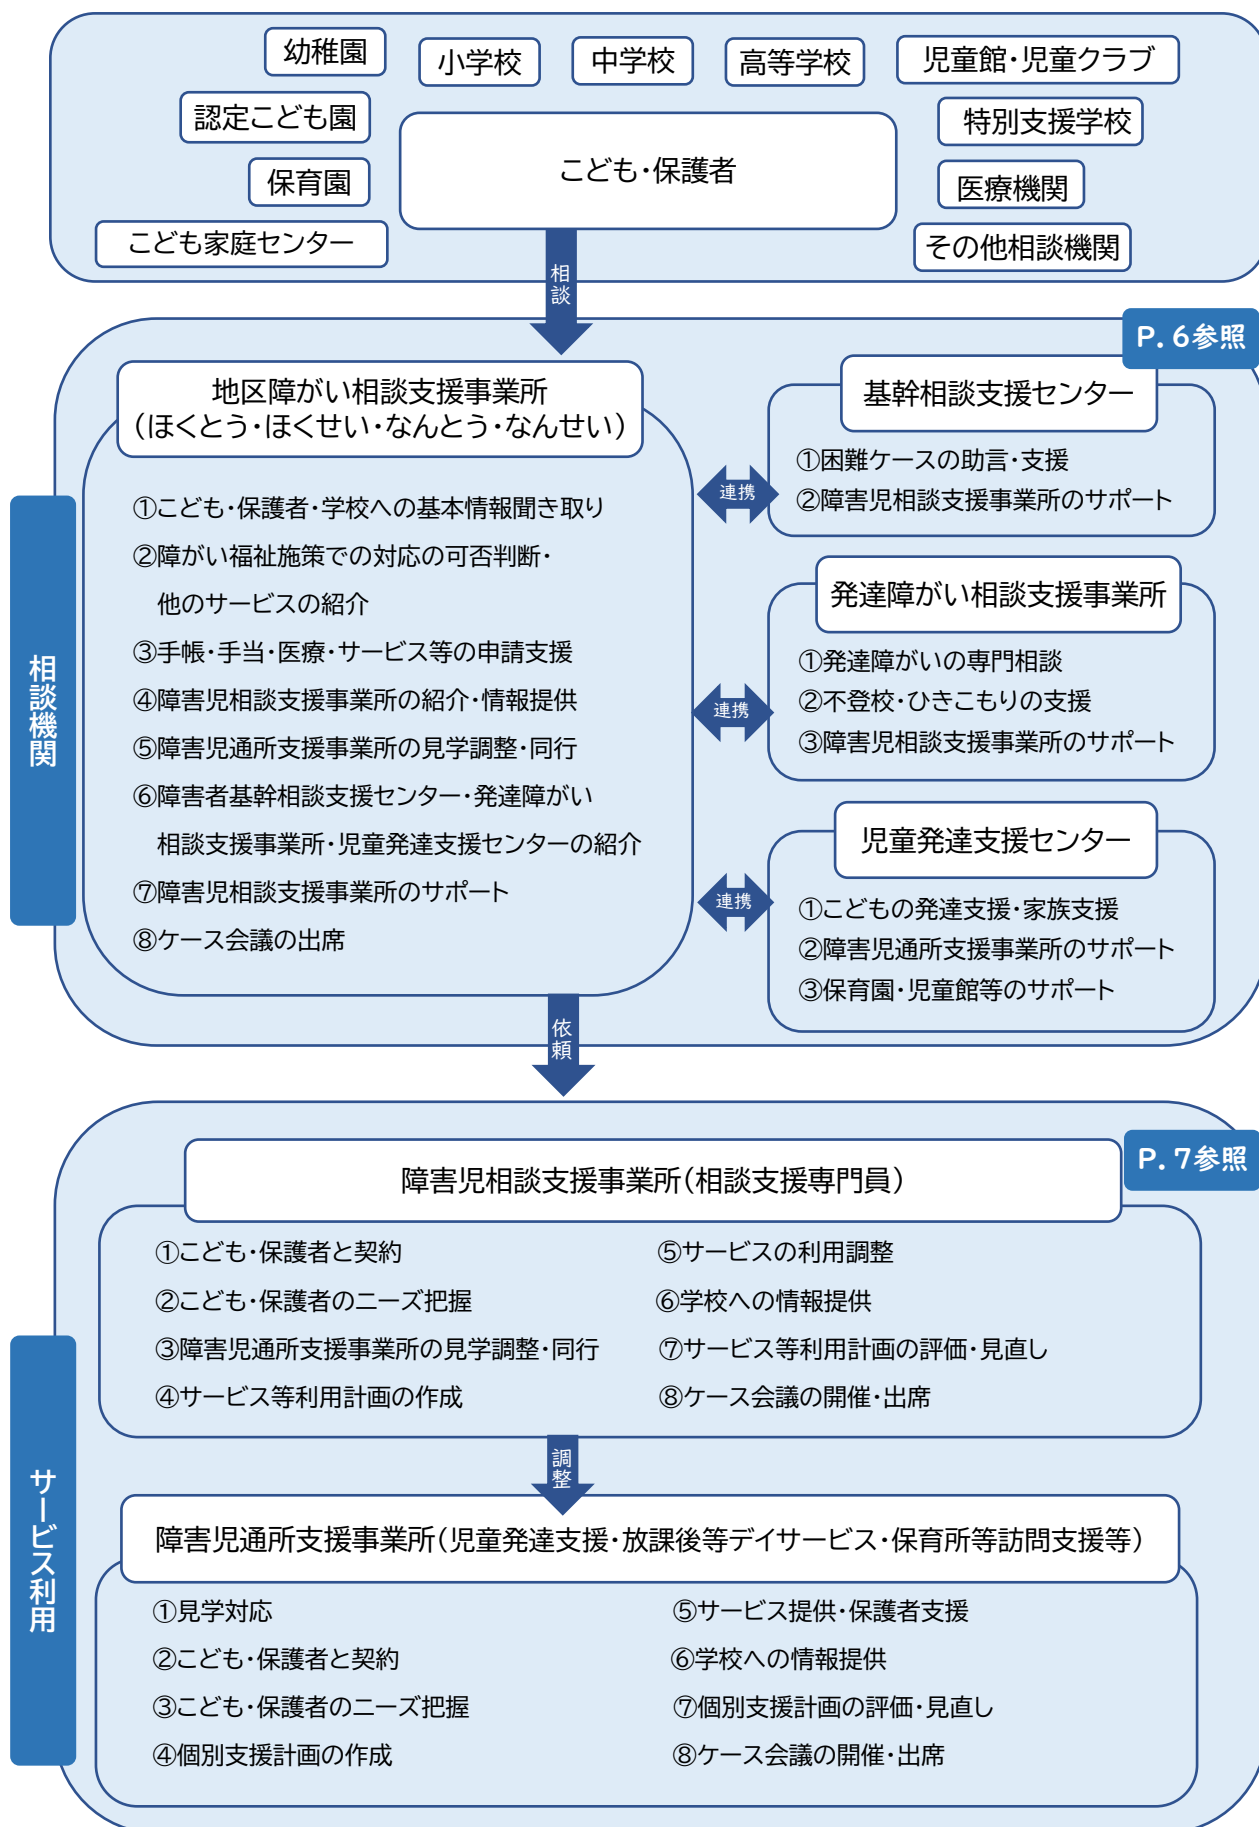 幼稚園
小学校
中学校
高等学校
児童館・児童クラブ
認定こども園
特別支援学校
保育園
こども・保護者
医療機関
こども家庭センター
その他相談機関
相談
P.6参照
相談機関
地区障がい相談支援事業所
（ほくとう・ほくせい・なんとう・なんせい）
①こども・保護者・学校への基本情報聞き取り
②障がい福祉施策での対応の可否判断・
他のサービスの紹介
③手帳・手当・医療・サービス等の申請支援
④障害児相談支援事業所の紹介・情報提供
⑤障害児通所支援事業所の見学調整・同行
⑥障害者基幹相談支援センター・発達障がい
相談支援事業所・児童発達支援センターの紹介
⑦障害児相談支援事業所のサポート
⑧ケース会議の出席
連携
基幹相談支援センター
①困難ケースの助言・支援
②障害児相談支援事業所のサポート
連携
発達障がい相談支援事業所
①発達障がいの専門相談
②不登校・ひきこもりの支援
③障害児相談支援事業所のサポート
連携
児童発達支援センター
①こどもの発達支援・家族支援
②障害児通所支援事業所のサポート
③保育園・児童館等のサポート
依頼
P.7参照
サービス利用
障害児相談支援事業所（相談支援専門員）
①こども・保護者と契約
②こども・保護者のニーズ把握
③障害児通所支援事業所の見学調整・同行
④サービス等利用計画の作成
⑤サービスの利用調整
⑥学校への情報提供
⑦サービス等利用計画の評価・見直し
⑧ケース会議の開催・出席
調整
障害児通所支援事業所（児童発達支援・放課後等デイサービス・保育所等訪問支援等）
①見学対応
②こども・保護者と契約
③こども・保護者のニーズ把握
④個別支援計画の作成
⑤サービス提供・保護者支援
⑥学校への情報提供
⑦個別支援計画の評価・見直し
⑧ケース会議の開催・出席